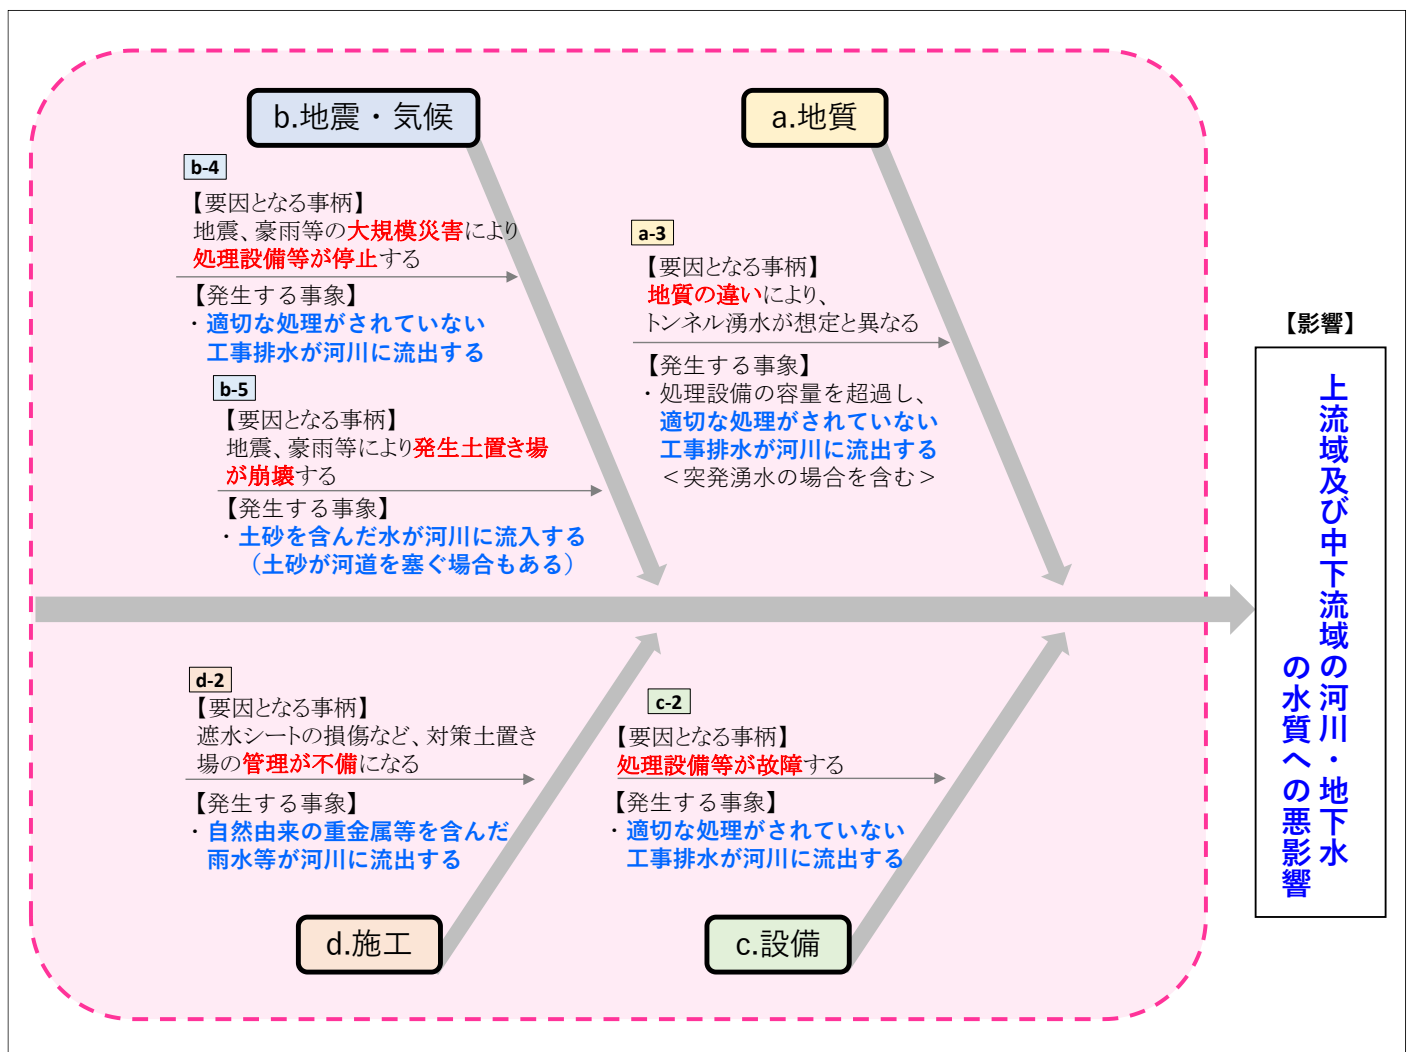 b.地震・気候
b-4
【要因となる事柄】
地震、豪雨等の大規模災害により
処理設備等が停止する
【発生する事象】
・適切な処理がされていない
工事排水が河川に流出する
b-5
【要因となる事柄】
地震、豪雨等により発生土置き場
が崩壊する
【発生する事象】
・土砂を含んだ水が河川に流入する
（土砂が河道を塞ぐ場合もある）
a.地質
a-3
【要因となる事柄】
地質の違いにより、
トンネル湧水が想定と異なる
【発生する事象】
・処理設備の容量を超過し、
適切な処理がされていない
工事排水が河川に流出する
＜突発湧水の場合を含む＞
d-2
【要因となる事柄】
遮水シートの損傷など、対策土置き
場の管理が不備になる
【発生する事象】
・自然由来の重金属等を含んだ
雨水等が河川に流出する
d.施工
c-2
【要因となる事柄】
処理設備等が故障する
【発生する事象】
・適切な処理がされていない
工事排水が河川に流出する
c.設備
【影響】
上流域及び中下流域の河川・地下水
の水質への悪影響